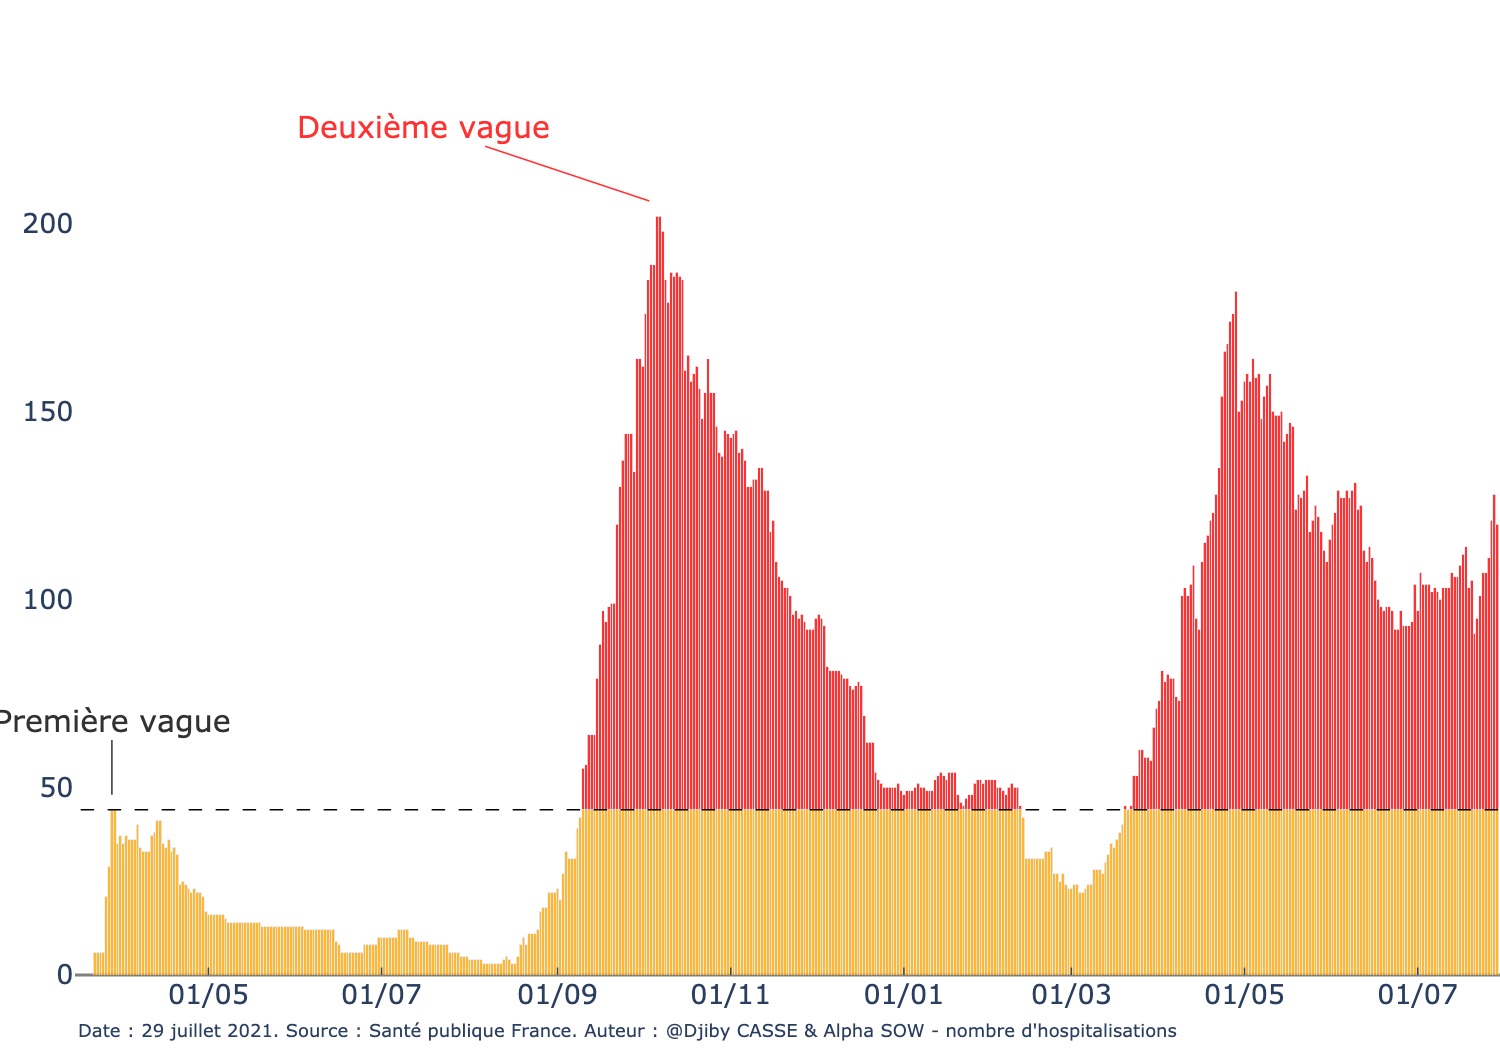 Deuxième vague
200
150
100
Première vague
50
0
01/05 01/07 01/09 01/11 01/01 01/03 01/05 01/07
Date : 29 juillet 2021. Source : Santé publique France. Auteur : @Djiby CASSE & Alpha SOW - nombre d'hospitalisations